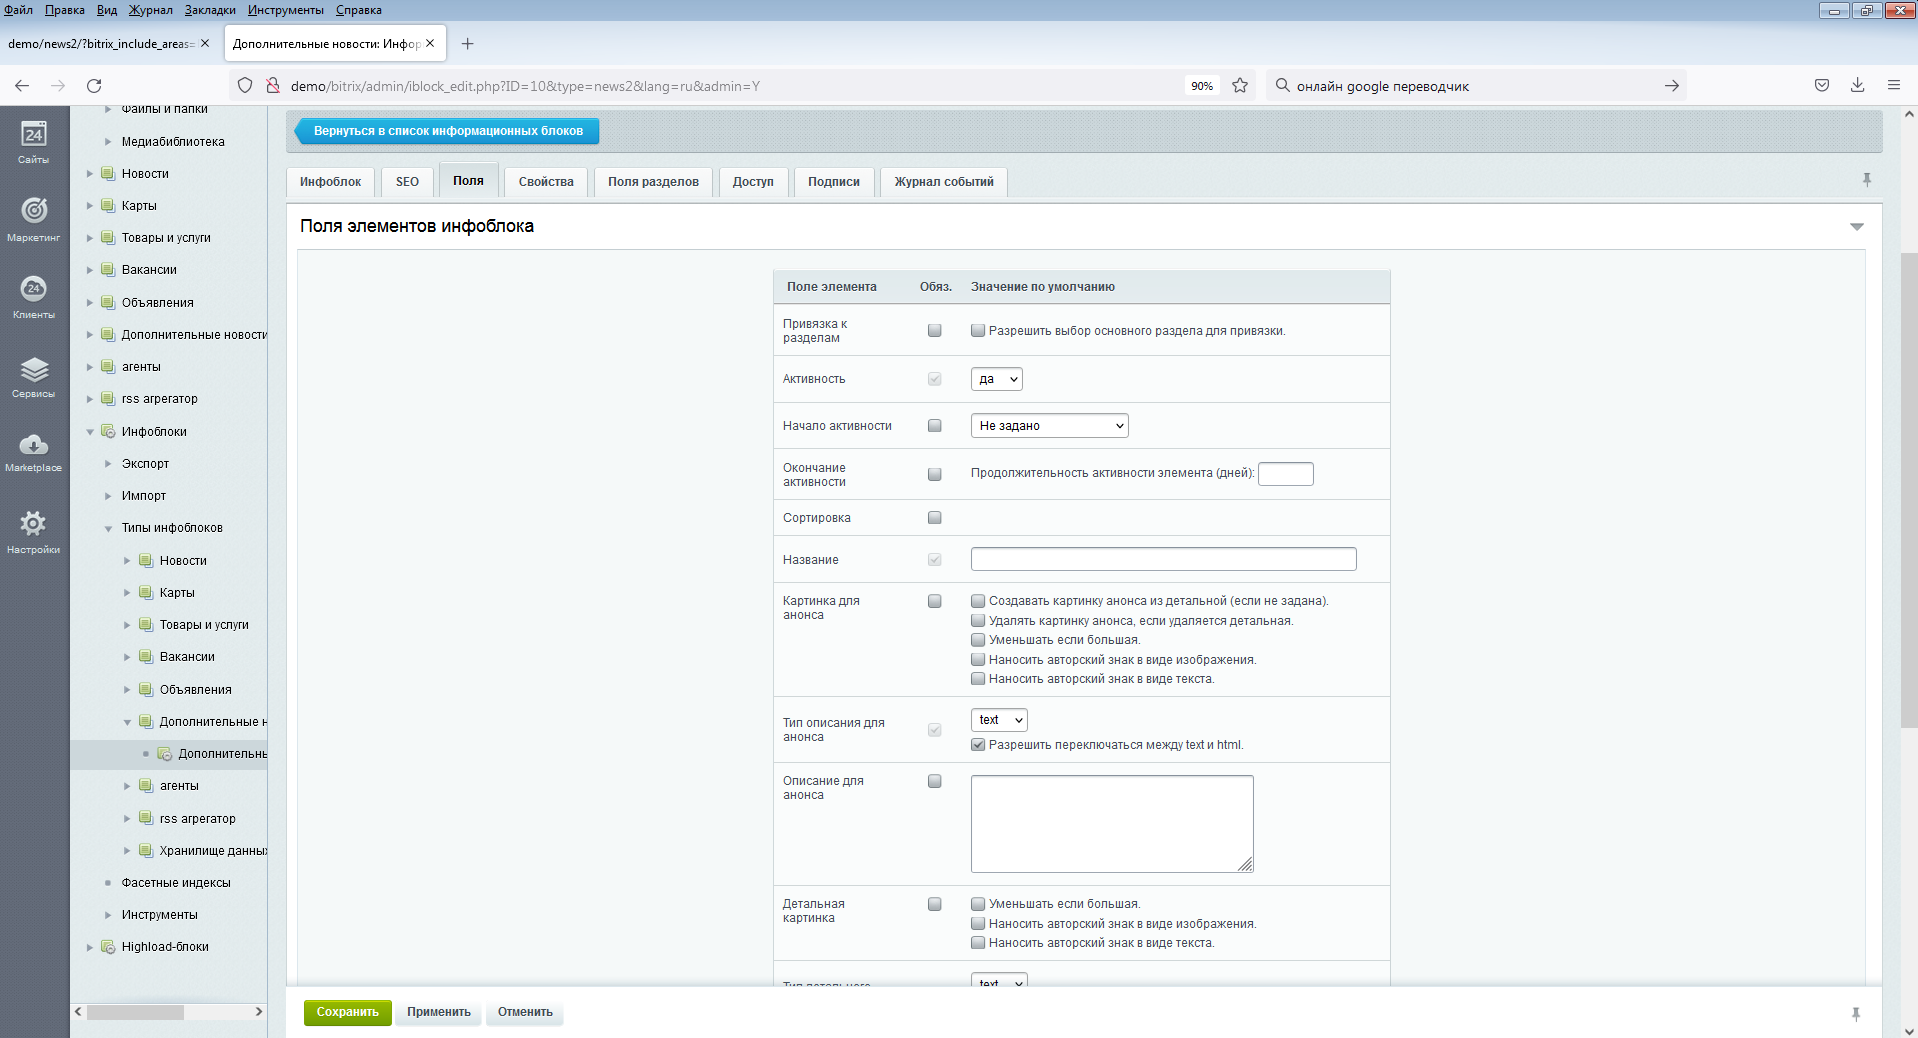 Файл Правка Вид Журнал Закладки Инструменты Справка
demo/news2/?bitrix_include_areas=
Дополнительные новости: Инфор
demo/bitrix/admin/iblock_edit.php?ID=10&type=news2&lang=ru&admin=Y
90%
онлайн google переводчик
24
Сайты
Маркетинг
24
Клиенты
Сервисы
Marketplace
Настройки
Файлы и папки
Медиабиблиотека
Новости
Карты
Товары и услуги
Вакансии
Объявления
Дополнительные новости
агенты
rss агрегатор
Инфоблоки
Экспорт
Импорт
Типы инфоблоков
Новости
Карты
Товары и услуги
Вакансии
Объявления
Дополнительные н
Дополнительнь
агенты
rss агрегатор
Хранилище данных
Фасетные индексы
Инструменты
Highload-блоки
Вернуться в список информационных блоков
Инфоблок SEO Поля Свойства Поля разделов Доступ Подписи Журнал событий
Поля элементов инфоблока
Поле элемента Обяз. Значение по умолчанию
Привязка к
разделам
Разрешить выбор основного раздела для привязки.
Активность
да
Начало активности
Не задано
Окончание
активности
Продолжительность активности элемента (дней):
Сортировка
Название
Картинка для
анонса
Создавать картинку анонса из детальной (если не задана).
Удалять картинку анонса, если удаляется детальная.
Уменьшать если большая.
Наносить авторский знак в виде изображения.
Наносить авторский знак в виде текста.
Тип описания для
анонса
text
Разрешить переключаться между text и html.
Описание для
анонса
Детальная
картинка
Уменьшать если большая.
Наносить авторский знак в виде изображения.
Наносить авторский знак в виде текста.
Тип детального
text
Сохранить Применить Отменить